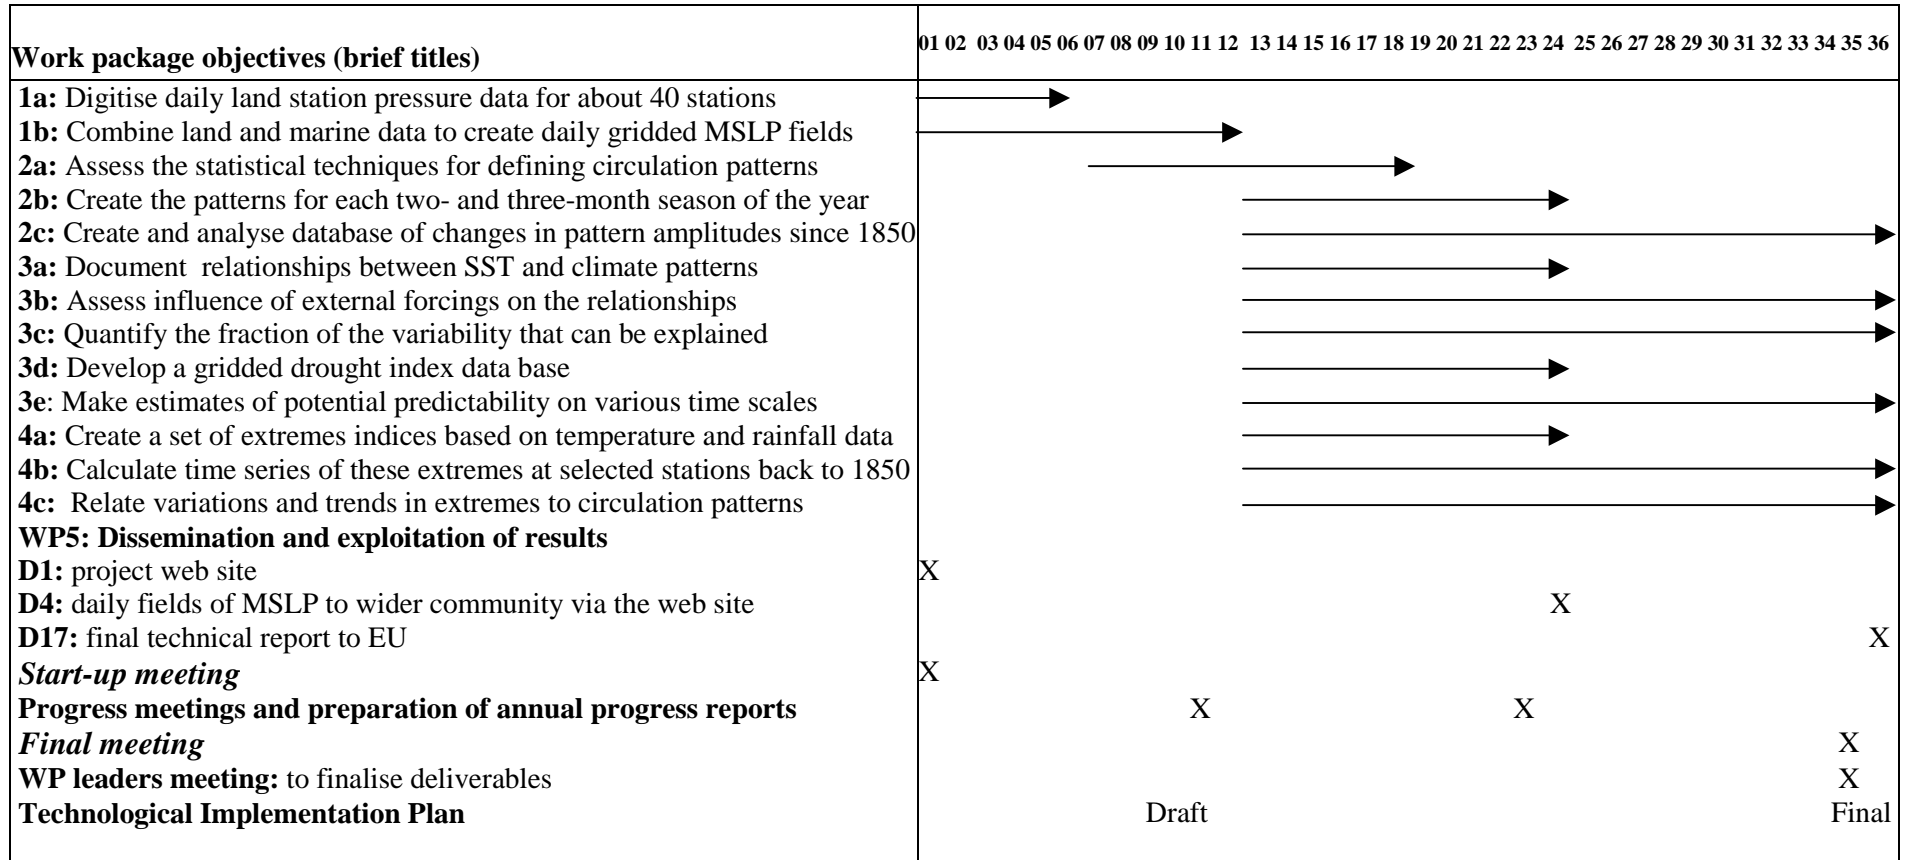 Work package objectives (brief titles) 01 02 03 04 05 06 07 08 09 10 11 12 13 14 15 16 17 18 19 20 21 22 23 24 25 26 27 28 29 30 31 32 33 34 35 36
1a: Digitise daily land station pressure data for about 40 stations
1b: Combine land and marine data to create daily gridded MSLP fields
2a: Assess the statistical techniques for defining circulation patterns
2b: Create the patterns for each two- and three-month season of the year
2c: Create and analyse database of changes in pattern amplitudes since 1850
3a: Document relationships between SST and climate patterns
3b: Assess influence of external forcings on the relationships
3c: Quantify the fraction of the variability that can be explained
3d: Develop a gridded drought index data base
3e: Make estimates of potential predictability on various time scales
4a: Create a set of extremes indices based on temperature and rainfall data
4b: Calculate time series of these extremes at selected stations back to 1850
4c: Relate variations and trends in extremes to circulation patterns
WP5: Dissemination and exploitation of results
D1: project web site X
D4: daily fields of MSLP to wider community via the web site X
D17: final technical report to EU X
Start-up meeting X
Progress meetings and preparation of annual progress reports X X
Final meeting X
WP leaders meeting: to finalise deliverables X
Technological Implementation Plan Draft Final